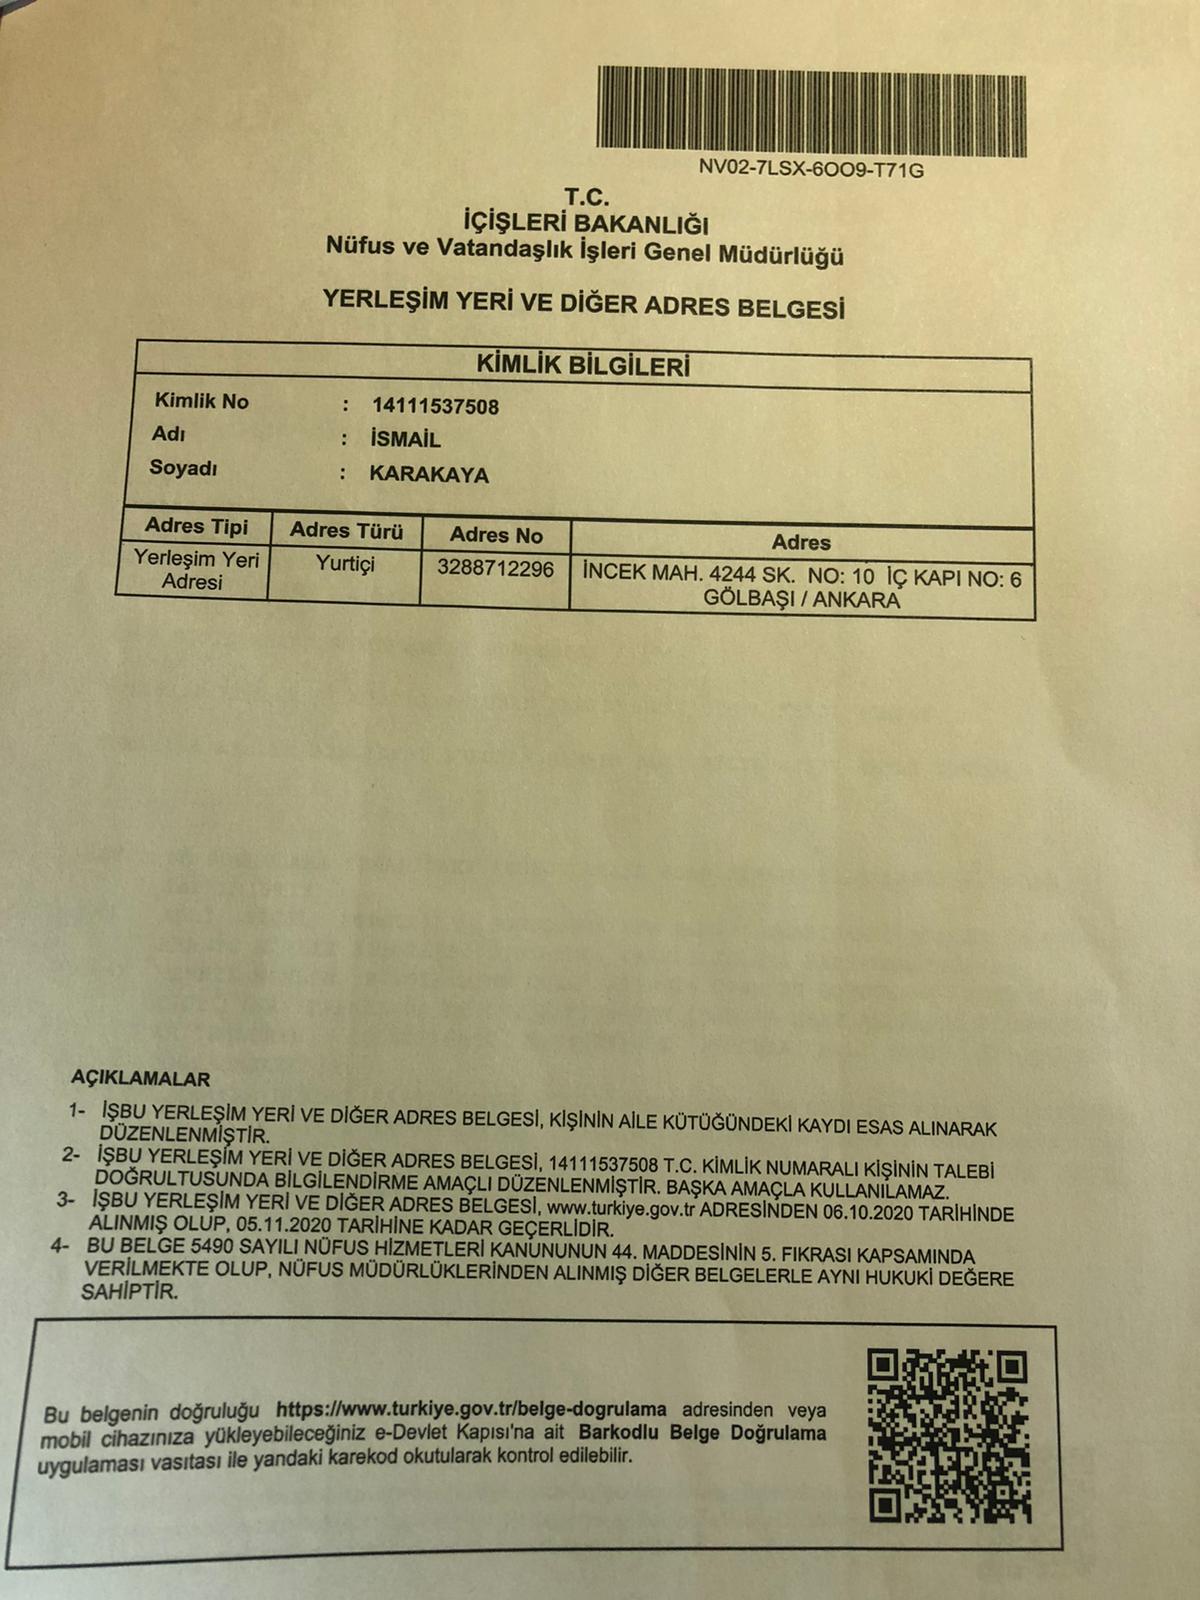 NV02-7LSX-6OO9-T71G
T.C.
İÇİŞLERİ BAKANLIĞI
Nüfus ve Vatandaşlık İşleri Genel Müdürlüğü
YERLEŞİM YERİ VE DİĞER ADRES BELGESİ
KİMLİK BİLGİLERİ
Kimlik No : 14111537508
Adı : İSMAİL
Soyadı : KARAKAYA
Adres Tipi Adres Türü Adres No Adres
Yerleşim Yeri Adresi Yurtiçi 3288712296 İNCEK MAH. 4244 SK. NO: 10 İÇ KAPI NO: 6
GÖLBAŞI / ANKARA
AÇIKLAMALAR
1- İŞBU YERLEŞİM YERİ VE DİĞER ADRES BELGESİ, KİŞİNİN AİLE KÜTÜĞÜNDEKİ KAYDI ESAS ALINARAK
DÜZENLENMİŞTİR.
2- İŞBU YERLEŞİM YERİ VE DİĞER ADRES BELGESİ, 14111537508 T.C. KİMLİK NUMARALI KİŞİNİN TALEBİ
DOĞRULTUSUNDA BİLGİLENDİRME AMAÇLI DÜZENLENMİŞTİR. BAŞKA AMAÇLA KULLANILAMAZ.
3- İŞBU YERLEŞİM YERİ VE DİĞER ADRES BELGESİ, www.turkiye.gov.tr ADRESİNDEN 06.10.2020 TARİHİNDE
ALINMIŞ OLUP, 05.11.2020 TARİHİNE KADAR GEÇERLİDİR.
4- BU BELGE 5490 SAYILI NÜFUS HİZMETLERİ KANUNUNUN 44. MADDESİNİN 5. FIKRASI KAPSAMINDA
VERİLMEKTE OLUP, NÜFUS MÜDÜRLÜKLERİNDEN ALINMIŞ DİĞER BELGELERLE AYNI HUKUKİ DEĞERE
SAHİPTİR.
Bu belgenin doğruluğu https://www.turkiye.gov.tr/belge-dogrulama adresinden veya
mobil cihazınıza yükleyebileceğiniz e-Devlet Kapısı'na ait Barkodlu Belge Doğrulama
uygulaması vasıtası ile yandaki karekod okutularak kontrol edilebilir.